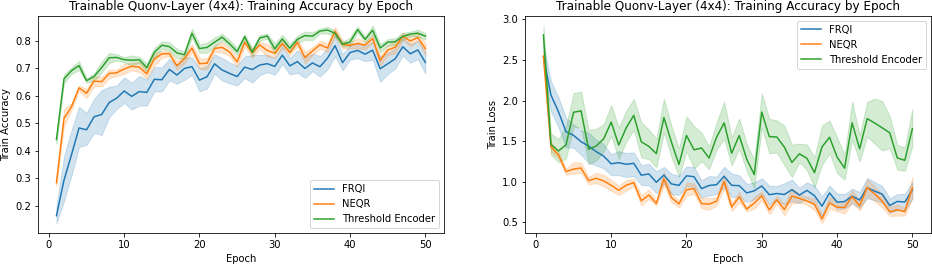 Trainable Quonv-Layer (4x4): Training Accuracy by Epoch
Train Accuracy
0.8
0.7
0.6
0.5
0.4
0.3
0.2
0
10
20
30
40
50
Epoch
FRQI
NEQR
Threshold Encoder
Trainable Quonv-Layer (4x4): Training Accuracy by Epoch
Train Loss
3.0
2.5
2.0
1.5
1.0
0.5
0
10
20
30
40
50
Epoch
FRQI
NEQR
Threshold Encoder